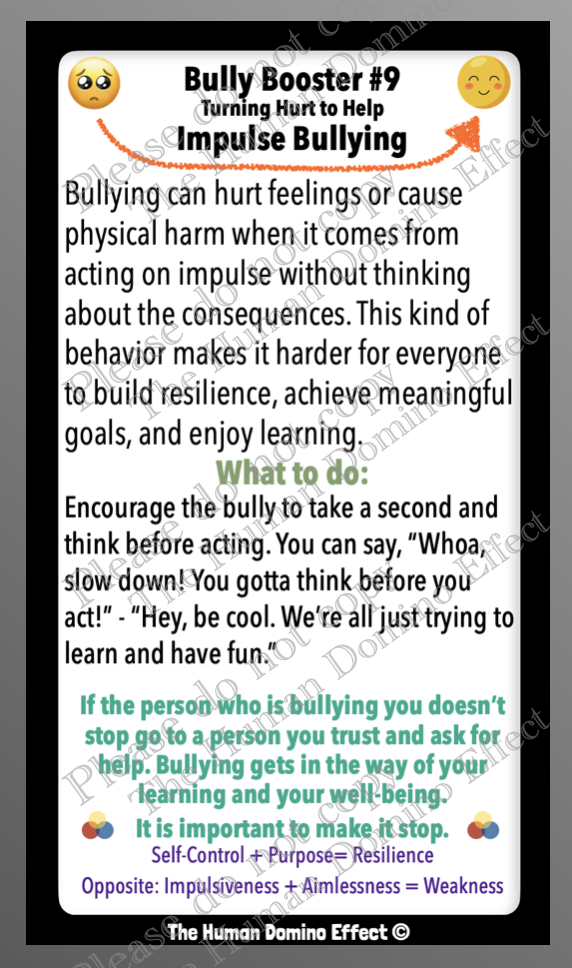 Bully Booster #9
Turning Hurt to Help
Impulse Bullying
Bullying can hurt feelings or cause
physical harm when it comes from
acting on impulse without thinking
about the consequences. This kind of
behavior makes it harder for everyone
to build resilience, achieve meaningful
goals, and enjoy learning.
What to do:
Encourage the bully to take a second and
think before acting. You can say, “Whoa,
slow down! You gotta think before you
act!” - “Hey, be cool. We’re all just trying to
learn and have fun.”
If the person who is bullying you doesn’t
stop go to a person you trust and ask for
help. Bullying gets in the way of your
learning and your well-being.
It is important to make it stop.
Self-Control + Purpose= Resilience
Opposite: Impulsiveness + Aimlessness = Weakness
The Human Domino Effect ©
Please do not copy
The Human Domino Effect
Please do not copy
The Human Domino Effect
Please do not copy
The Human Domino Effect
Please do not copy
The Human Domino Effect
Please do not copy